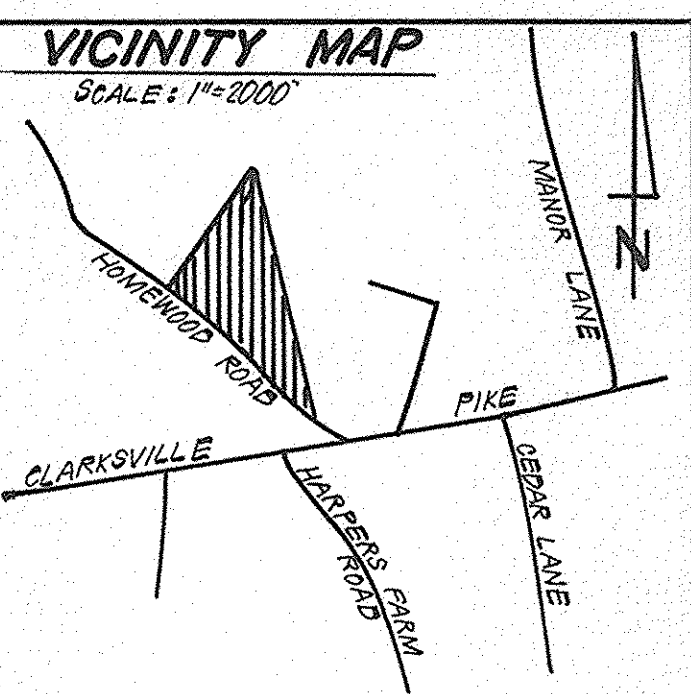 VICINITY MAP
SCALE: 1"=2000'
MANOR LANE
N
HOMEWOOD ROAD
PIKE
CLARKSVILLE
CEDAR LANE
HARPERS FARM
ROAD